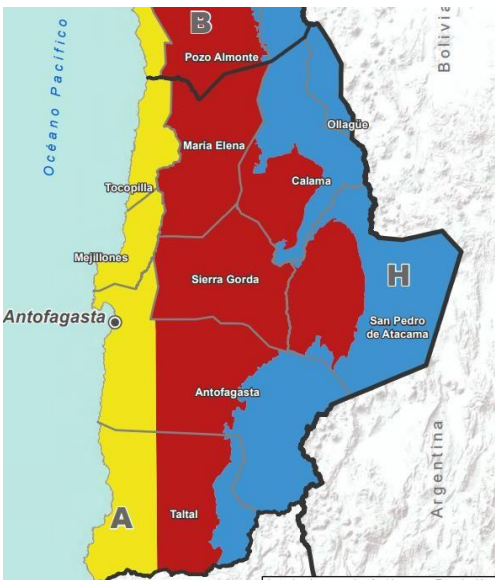 B
Pozo Almonte
Océano Pacífico
Bolivia
Ollagüe
María Elena
Calama
Tocopilla
Mejillones
Sierra Gorda
H
Antofagasta
San Pedro
de Atacama
Antofagasta
Argentina
A
Taltal